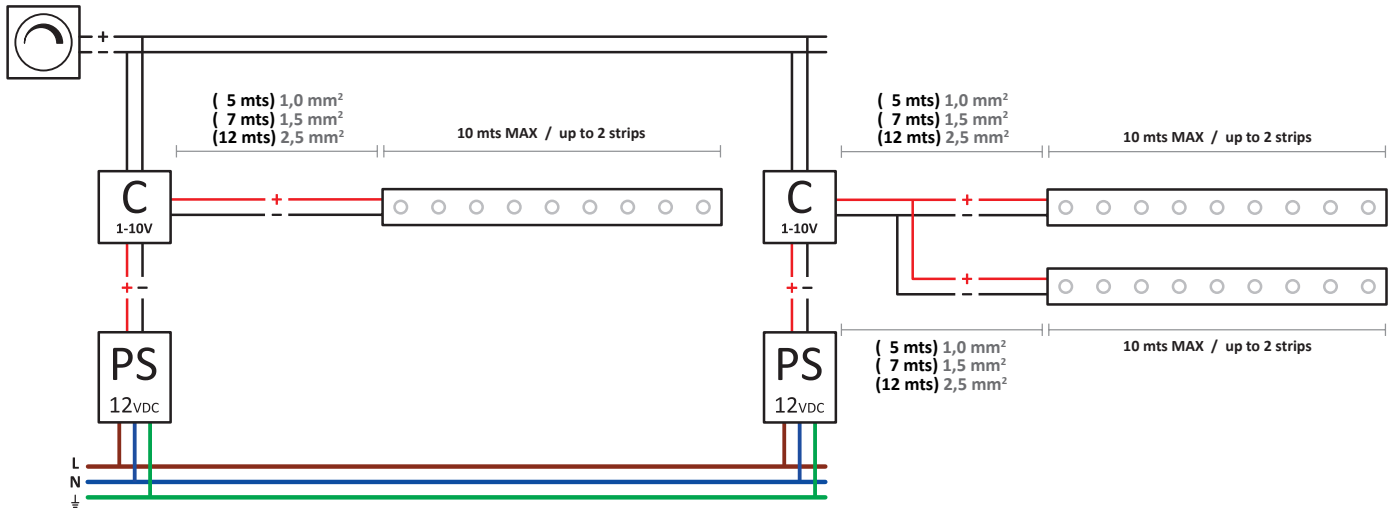 +
−
( 5 mts) 1,0 mm²
( 7 mts) 1,5 mm²
(12 mts) 2,5 mm²
10 mts MAX / up to 2 strips
( 5 mts) 1,0 mm²
( 7 mts) 1,5 mm²
(12 mts) 2,5 mm²
10 mts MAX / up to 2 strips
C
1-10V
+
−
C
1-10V
+
−
+
−
+ −
+ −
PS
12VDC
PS
12VDC
( 5 mts) 1,0 mm²
( 7 mts) 1,5 mm²
(12 mts) 2,5 mm²
10 mts MAX / up to 2 strips
L
N
⏚